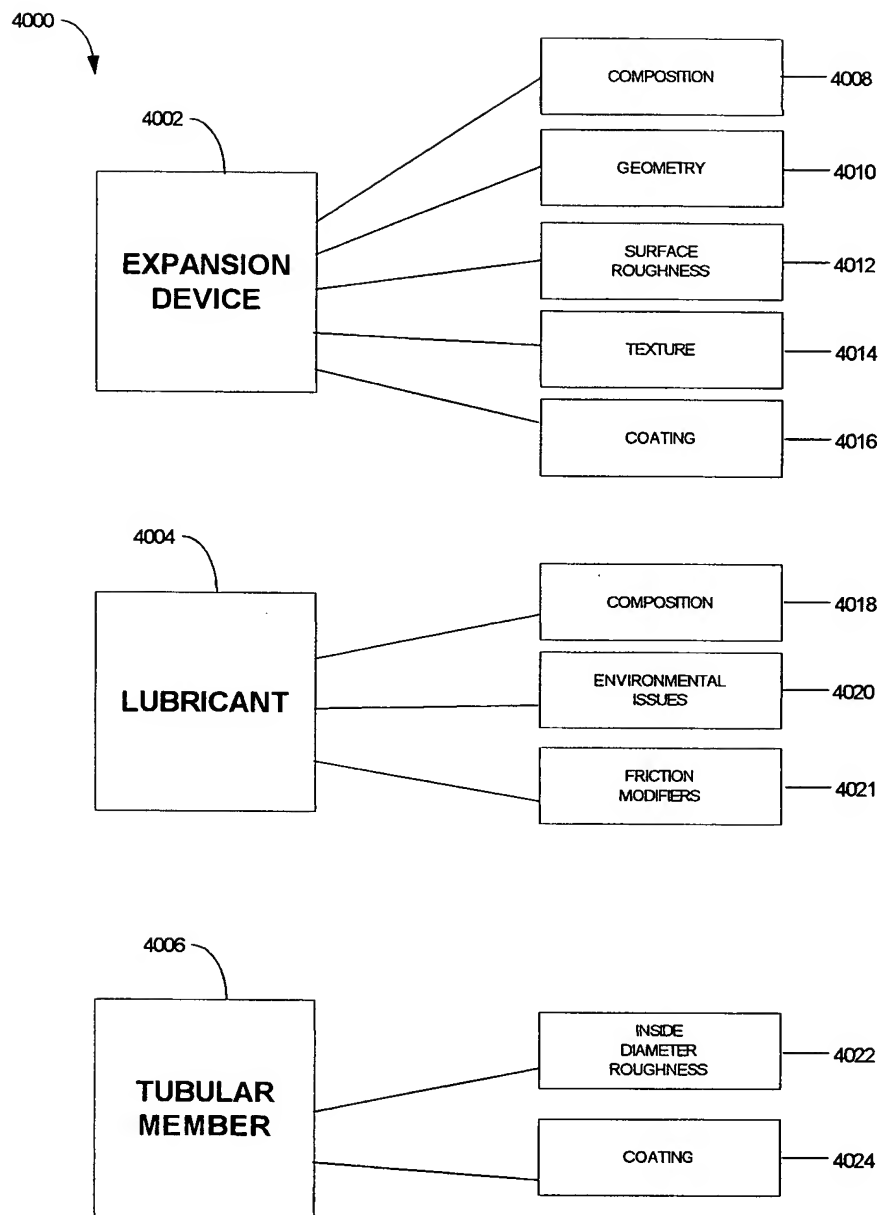 4000
4002
EXPANSION
DEVICE
COMPOSITION
4008
GEOMETRY
4010
SURFACE
ROUGHNESS
4012
TEXTURE
4014
COATING
4016
4004
LUBRICANT
COMPOSITION
4018
ENVIRONMENTAL
ISSUES
4020
FRICTION
MODIFIERS
4021
4006
TUBULAR
MEMBER
INSIDE
DIAMETER
ROUGHNESS
4022
COATING
4024